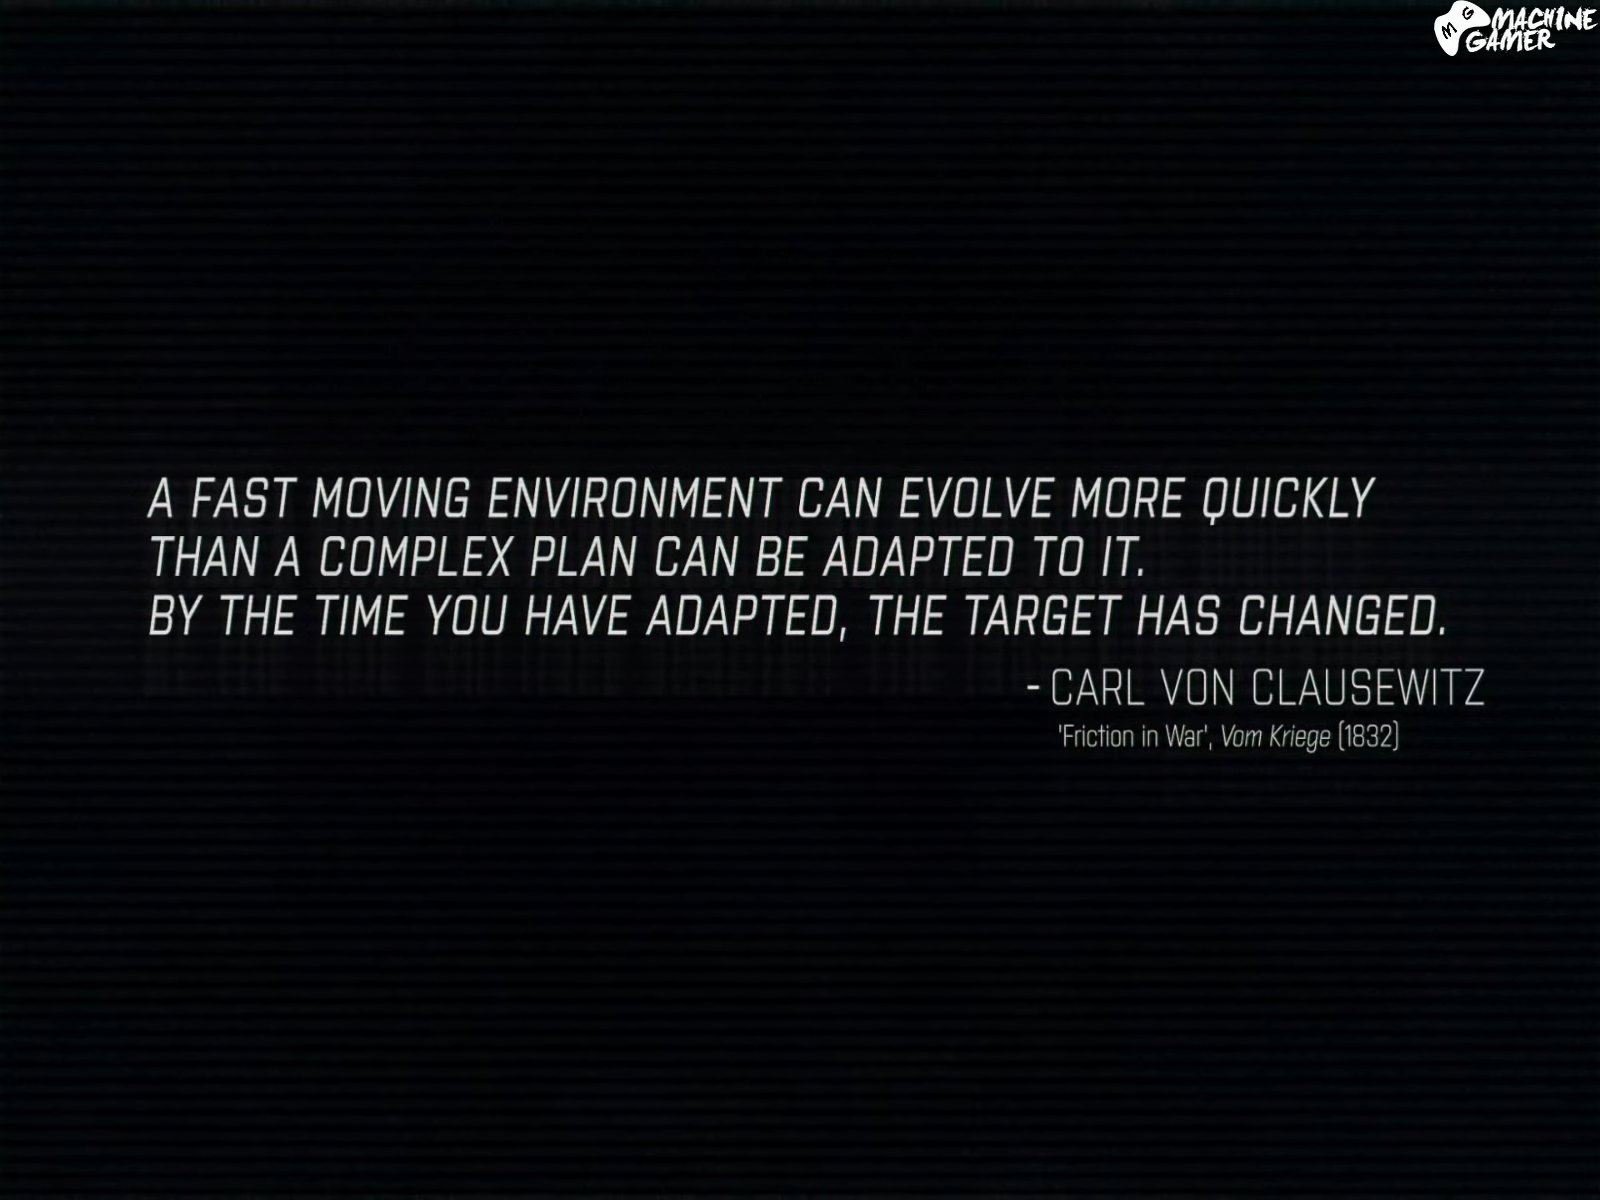 MG MACHINE
GAMER
A FAST MOVING ENVIRONMENT CAN EVOLVE MORE QUICKLY
THAN A COMPLEX PLAN CAN BE ADAPTED TO IT.
BY THE TIME YOU HAVE ADAPTED, THE TARGET HAS CHANGED.
- CARL VON CLAUSEWITZ
'Friction in War', Vom Kriege (1832)